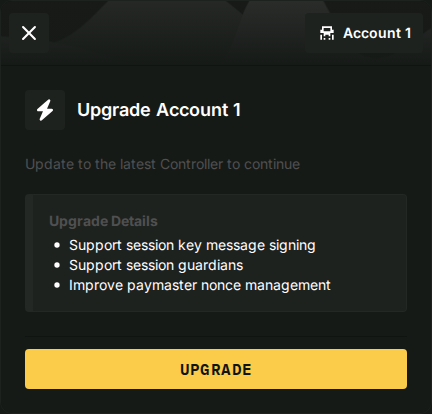 Account 1
Upgrade Account 1
Update to the latest Controller to continue
Upgrade Details
• Support session key message signing
• Support session guardians
• Improve paymaster nonce management
UPGRADE